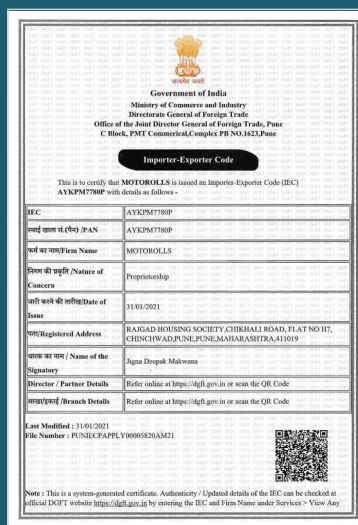 सत्यमेव जयते
Government of India
Ministry of Commerce and Industry
Directorate General of Foreign Trade
Office of the Joint Director General of Foreign Trade, Pune
C Block, PMT Commerical,Complex PB NO.1623,Pune
Importer-Exporter Code
This is to certify that MOTOROLLS is issued an Importer-Exporter Code (IEC)
AYKPM7780P with details as follows -
IEC AYKPM7780P
स्थाई खाता सं.(पैन) /PAN AYKPM7780P
फर्म का नाम/Firm Name MOTOROLLS
निगम की प्रकृति /Nature of
Concern Proprietorship
जारी करने की तारीख/Date of
Issue 31/01/2021
पता/Registered Address RAJGAD HOUSING SOCIETY,CHIKHALI ROAD, FLAT NO H7,
CHINCHWAD,PUNE,PUNE,MAHARASHTRA,411019
धारक का नाम / Name of the
Signatory Jigna Deepak Makwana
Director / Partner Details Refer online at https://dgft.gov.in or scan the QR Code
शाखा/इकाई /Branch Details Refer online at https://dgft.gov.in or scan the QR Code
Last Modified : 31/01/2021
File Number : PUNIECPAPPLY00005820AM21
Note : This is a system-generated certificate. Authenticity / Updated details of the IEC can be checked at
official DGFT website https://dgft.gov.in by entering the IEC and Firm Name under Services > View Any